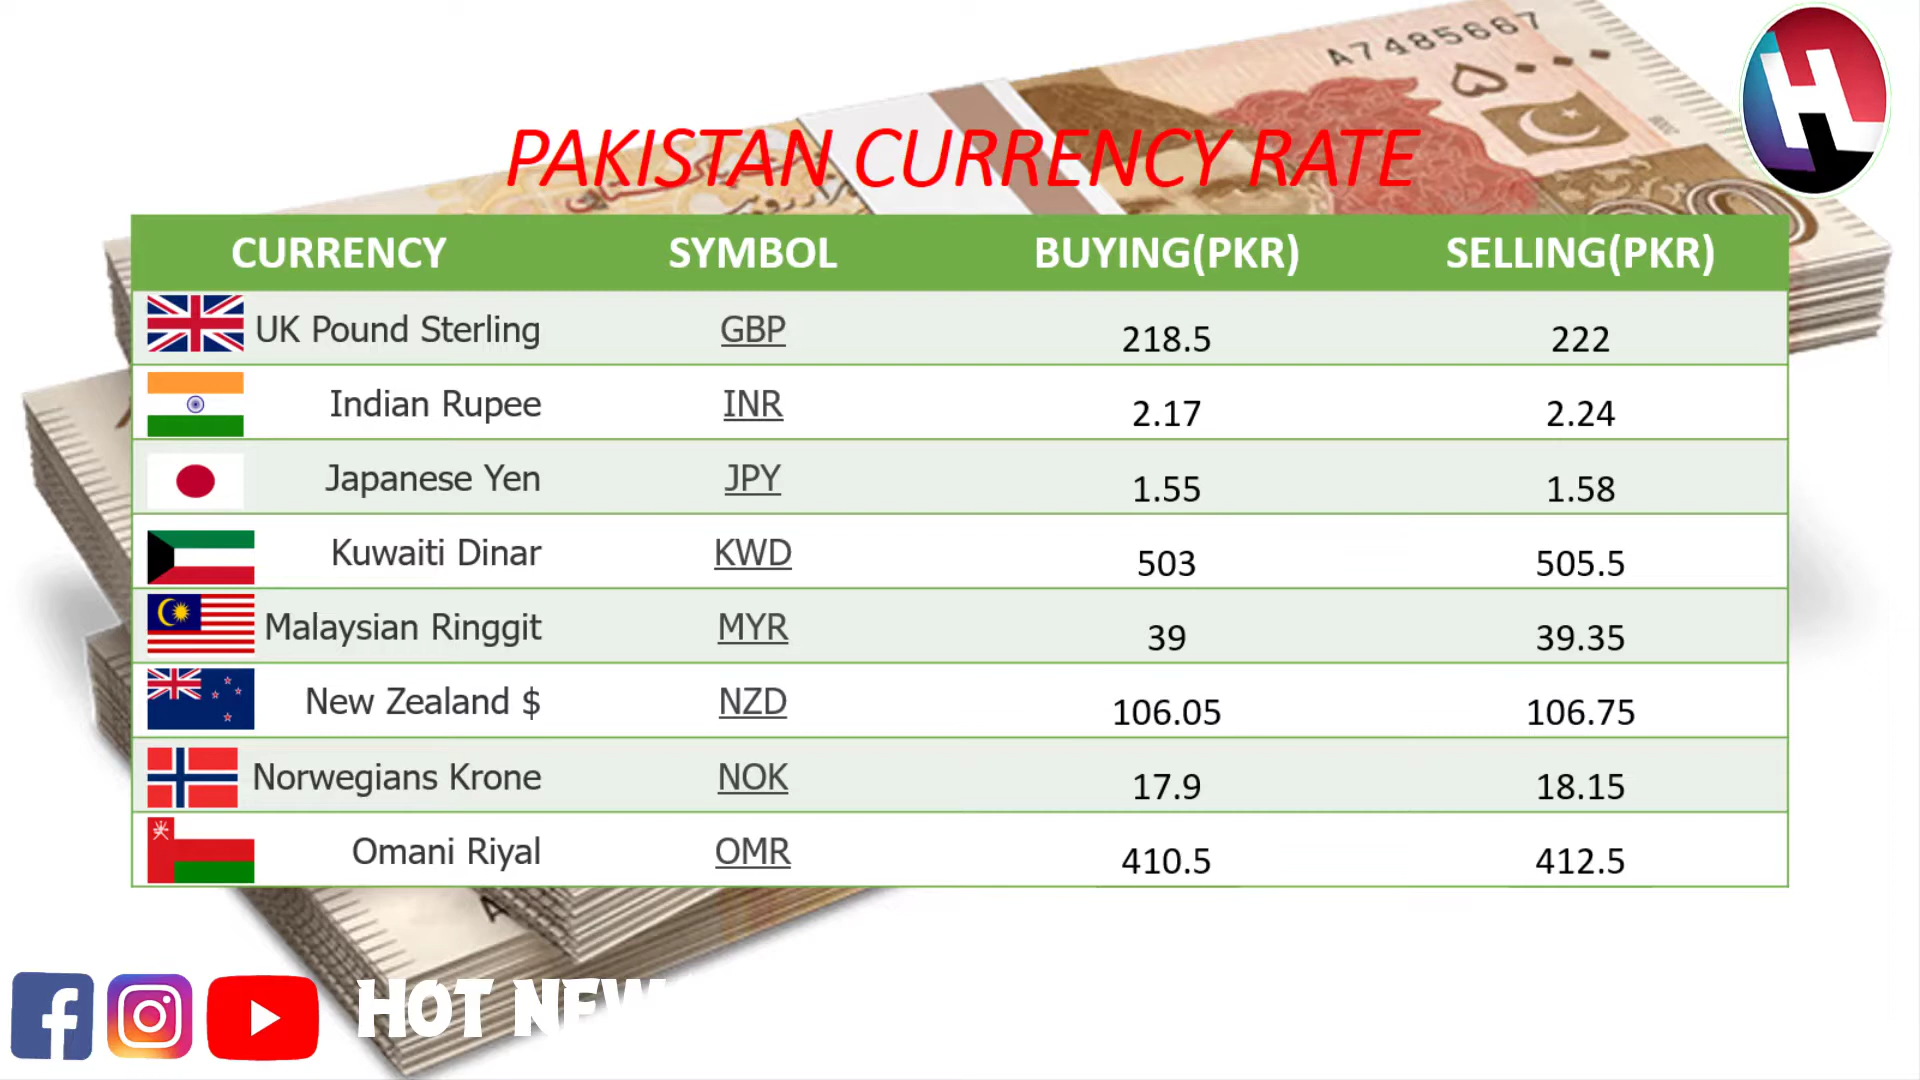 A7485667
PAKISTAN CURRENCY RATE
H
CURRENCY SYMBOL BUYING(PKR) SELLING(PKR)
UK Pound Sterling GBP 218.5 222
Indian Rupee INR 2.17 2.24
Japanese Yen JPY 1.55 1.58
Kuwaiti Dinar KWD 503 505.5
Malaysian Ringgit MYR 39 39.35
New Zealand $ NZD 106.05 106.75
Norwegians Krone NOK 17.9 18.15
Omani Riyal OMR 410.5 412.5
HOT NEW